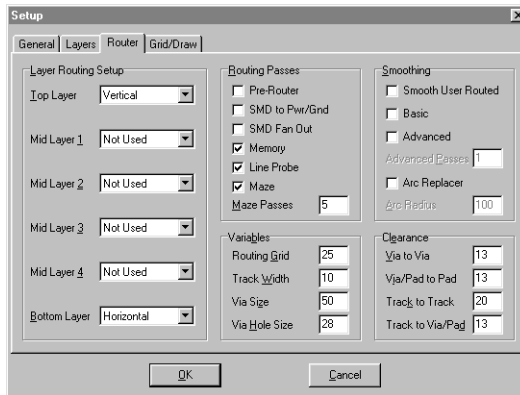 Setup
General Layers Router Grid/Draw
Layer Routing Setup
Top Layer Vertical
Mid Layer 1 Not Used
Mid Layer 2 Not Used
Mid Layer 3 Not Used
Mid Layer 4 Not Used
Bottom Layer Horizontal
Routing Passes
Pre-Router
SMD to Pwr/Gnd
SMD Fan Out
Memory
Line Probe
Maze
Maze Passes 5
Smoothing
Smooth User Routed
Basic
Advanced
Advanced Passes 1
Arc Replacer
Arc Radius 100
Variables
Routing Grid 25
Track Width 10
Via Size 50
Via Hole Size 28
Clearance
Via to Via 13
Via/Pad to Pad 13
Track to Track 20
Track to Via/Pad 13
OK Cancel